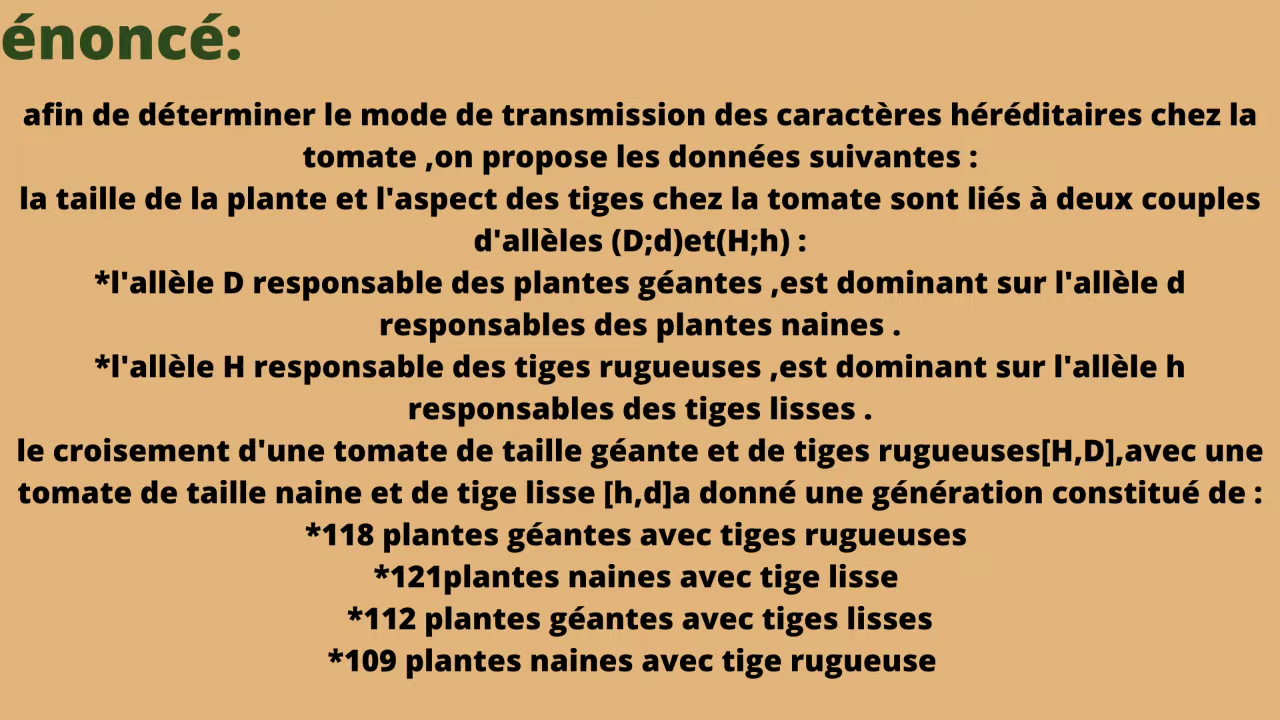 énoncé:
afin de déterminer le mode de transmission des caractères héréditaires chez la
tomate ,on propose les données suivantes :
la taille de la plante et l'aspect des tiges chez la tomate sont liés à deux couples
d'allèles (D;d)et(H;h) :
*l'allèle D responsable des plantes géantes ,est dominant sur l'allèle d
responsables des plantes naines .
*l'allèle H responsable des tiges rugueuses ,est dominant sur l'allèle h
responsables des tiges lisses .
le croisement d'une tomate de taille géante et de tiges rugueuses[H,D],avec une
tomate de taille naine et de tige lisse [h,d]a donné une génération constitué de :
*118 plantes géantes avec tiges rugueuses
*121plantes naines avec tige lisse
*112 plantes géantes avec tiges lisses
*109 plantes naines avec tige rugueuse